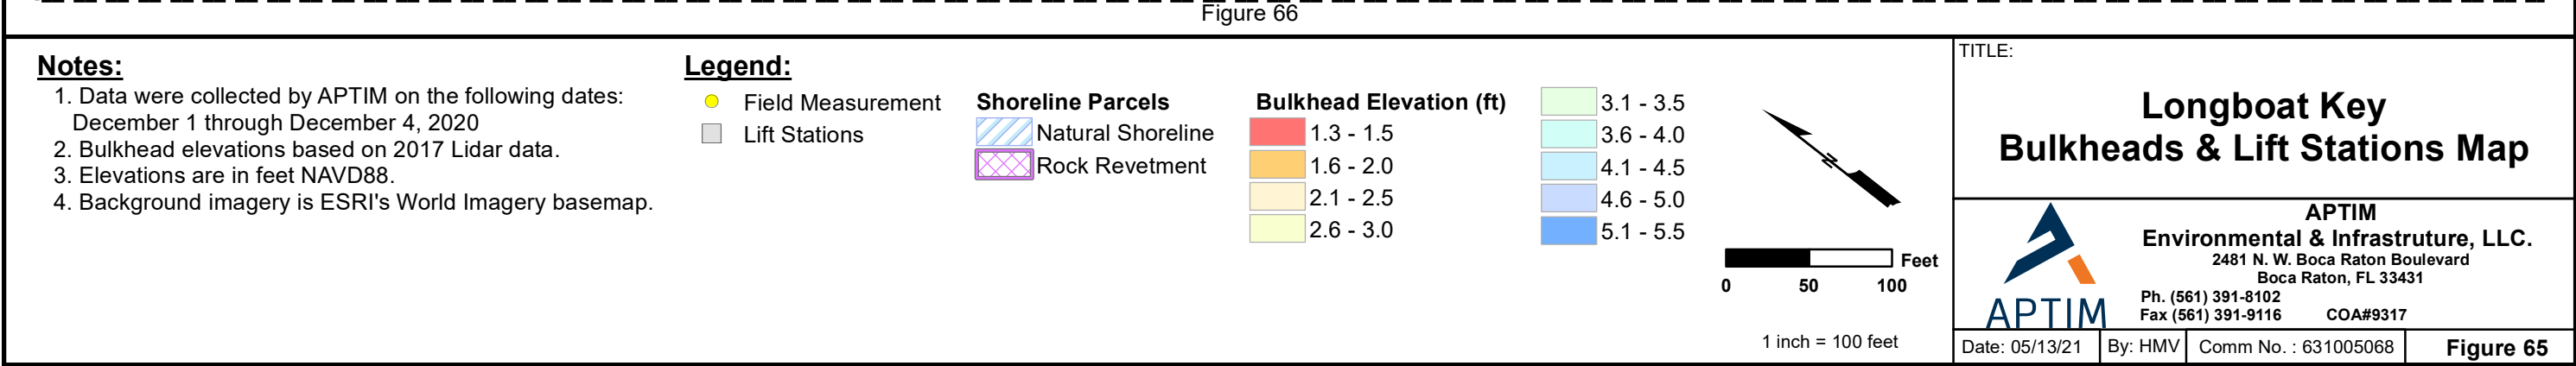 Figure 66
Notes:
1. Data were collected by APTIM on the following dates:
December 1 through December 4, 2020
2. Bulkhead elevations based on 2017 Lidar data.
3. Elevations are in feet NAVD88.
4. Background imagery is ESRI's World Imagery basemap.
Legend:
Field Measurement
Lift Stations
Shoreline Parcels
Natural Shoreline
Rock Revetment
Bulkhead Elevation (ft)
1.3 - 1.5
1.6 - 2.0
2.1 - 2.5
2.6 - 3.0
3.1 - 3.5
3.6 - 4.0
4.1 - 4.5
4.6 - 5.0
5.1 - 5.5
N
Feet
0 50 100
1 inch = 100 feet
TITLE:
Longboat Key
Bulkheads & Lift Stations Map
APTIM
APTIM
Environmental & Infrastruture, LLC.
2481 N. W. Boca Raton Boulevard
Boca Raton, FL 33431
Ph. (561) 391-8102
Fax (561) 391-9116 COA#9317
Date: 05/13/21 By: HMV Comm No. : 631005068 Figure 65